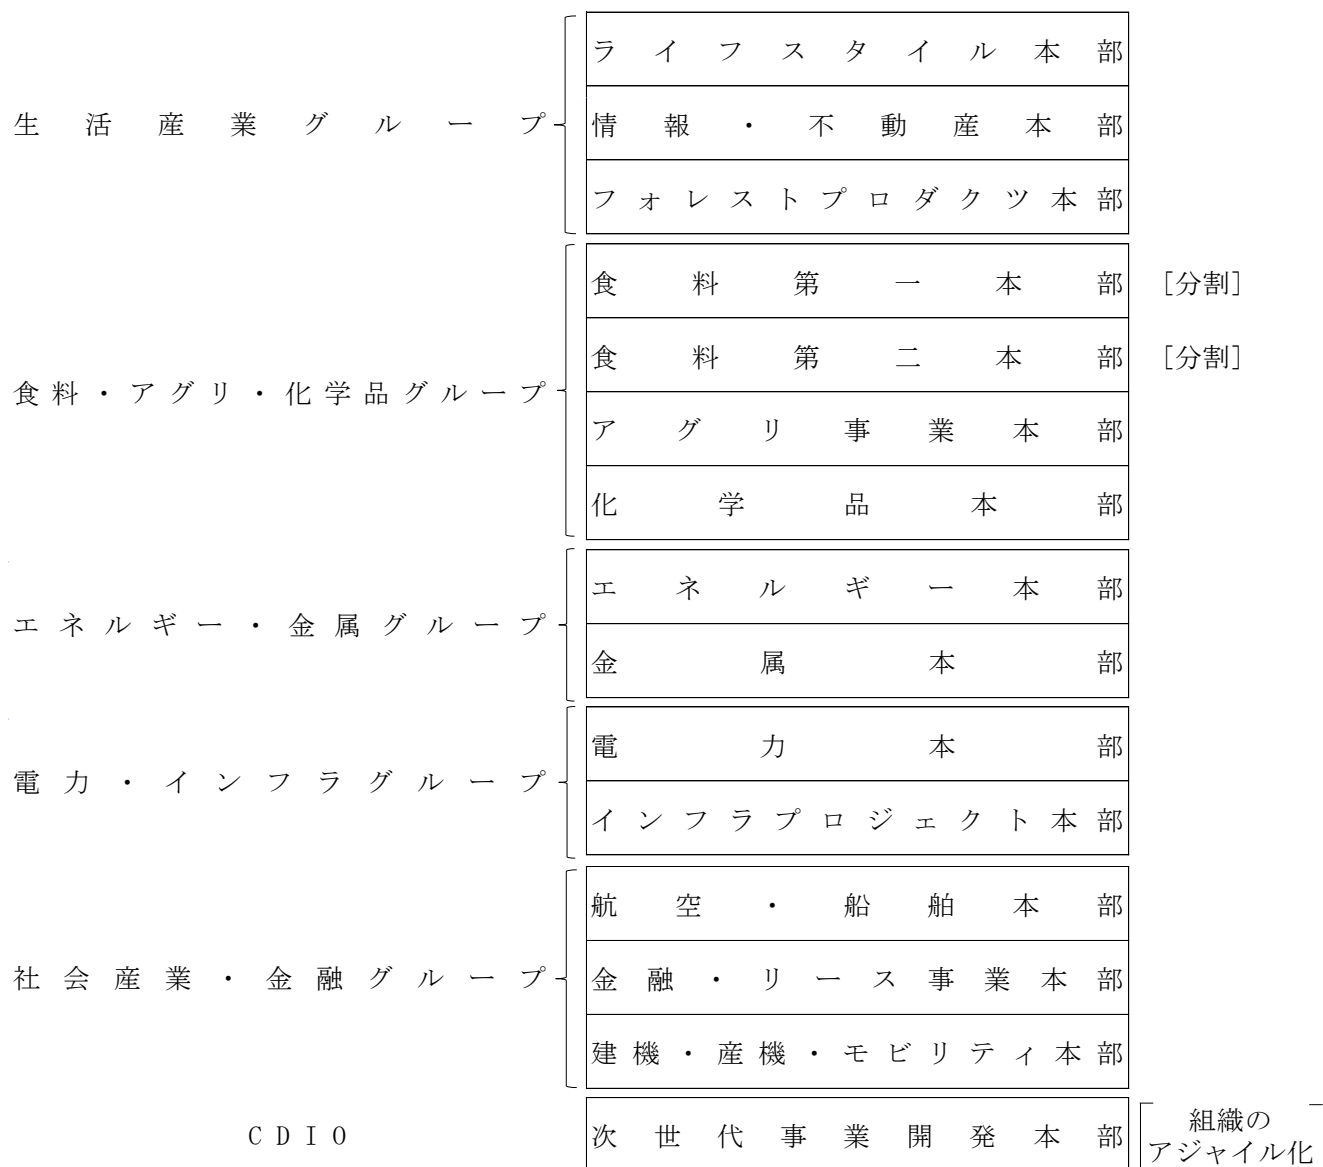 生活産業グループ
ライフスタイル本部
情報・不動産本部
フォレストプロダクツ本部
食料・アグリ・化学品グループ
食料第一本部 [分割]
食料第二本部 [分割]
アグリ事業本部
化学品本部
エネルギー・金属グループ
エネルギー本部
金属本部
電力・インフラグループ
電力本部
インフラプロジェクト本部
社会産業・金融グループ
航空・船舶本部
金融・リース事業本部
建機・産機・モビリティ本部
CDIO
次世代事業開発本部
組織の
アジャイル化